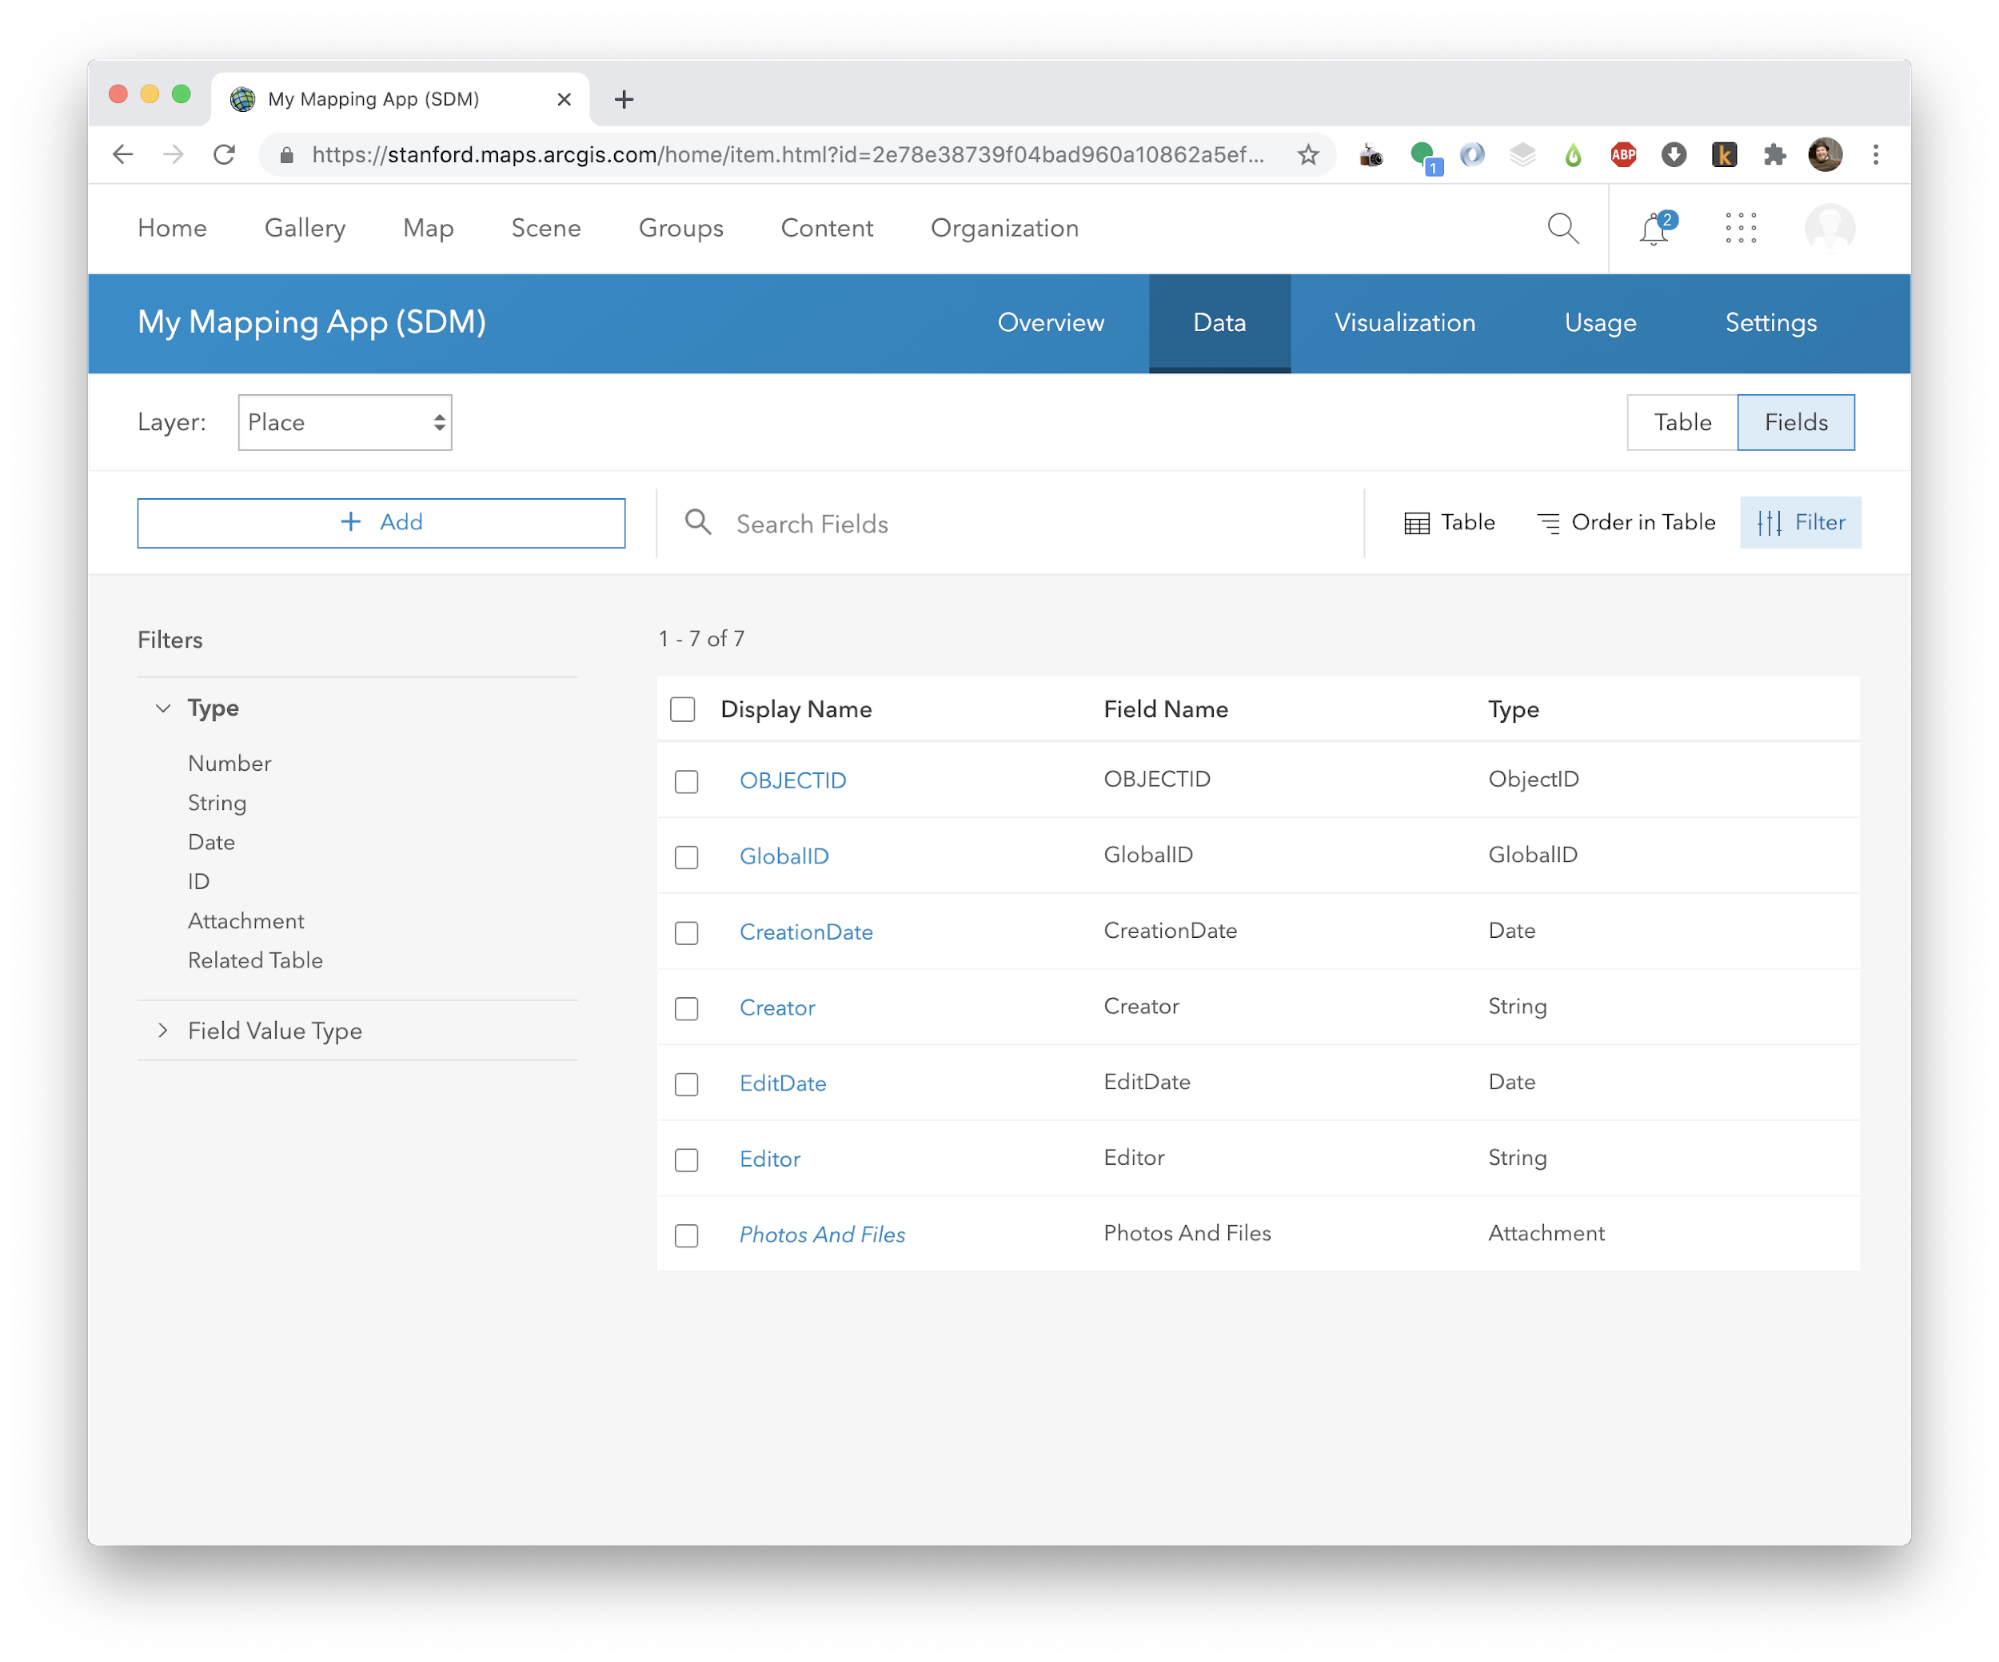 My Mapping App (SDM)
https://stanford.maps.arcgis.com/home/item.html?id=2e78e38739f04bad960a10862a5ef...
1
ABP
k
Home Gallery Map Scene Groups Content Organization
2
My Mapping App (SDM) Overview Data Visualization Usage Settings
Layer: Place Table Fields
+ Add Search Fields Table Order in Table Filter
Filters
Type
Number
String
Date
ID
Attachment
Related Table
Field Value Type
1 - 7 of 7
Display Name Field Name Type
OBJECTID OBJECTID ObjectID
GlobalID GlobalID GlobalID
CreationDate CreationDate Date
Creator Creator String
EditDate EditDate Date
Editor Editor String
Photos And Files Photos And Files Attachment